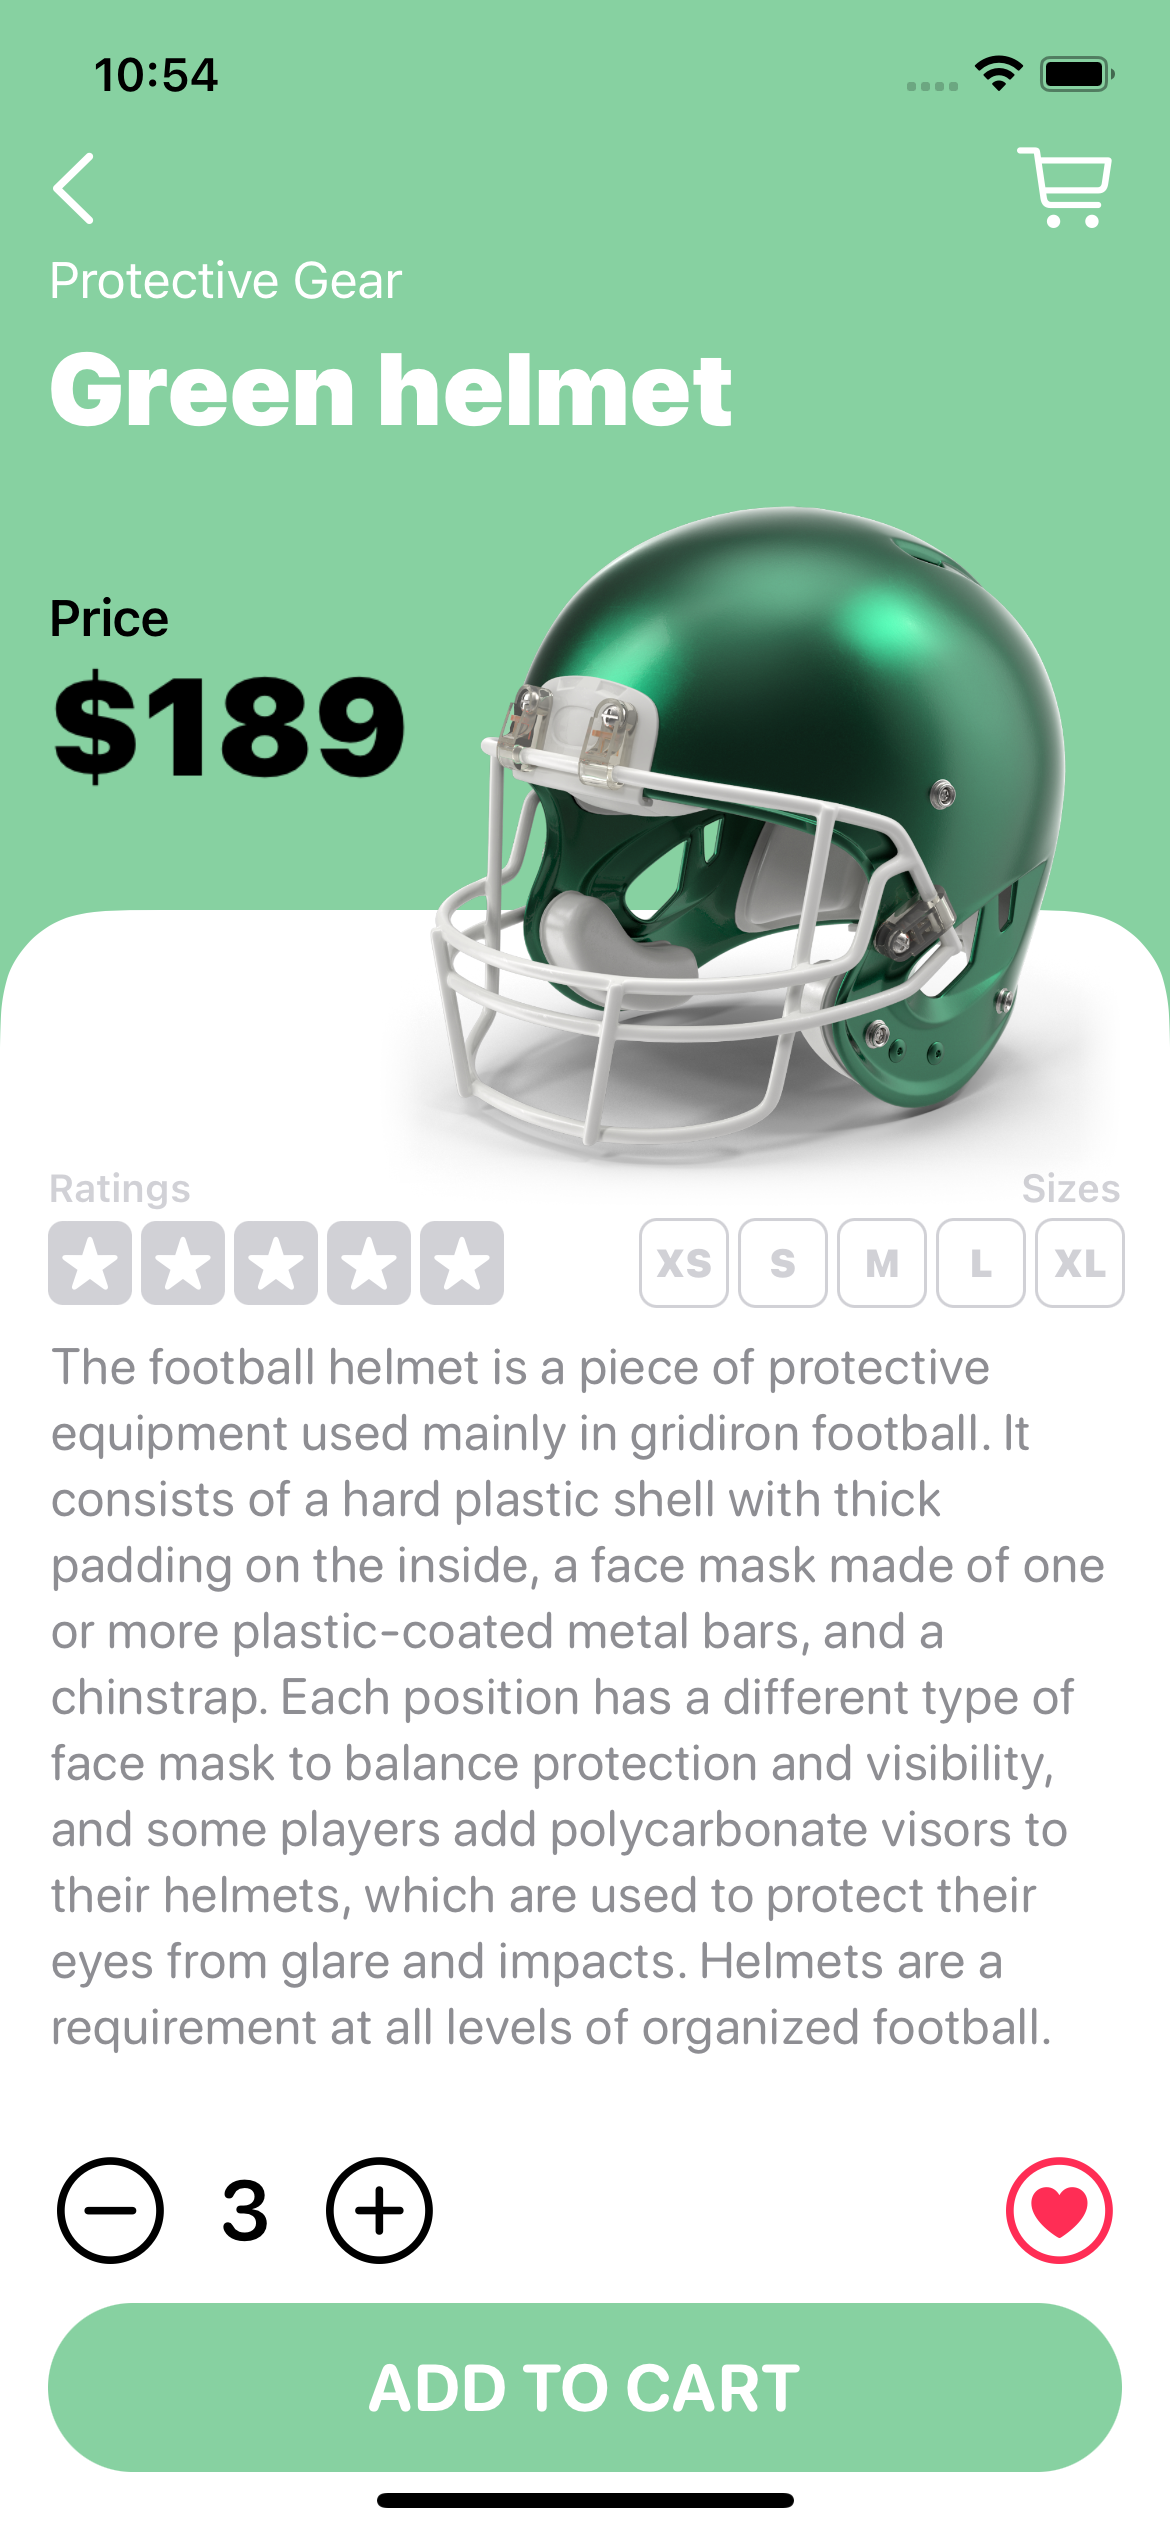 10:54
Protective Gear
Green helmet
Price
$189
Ratings
Sizes
XS S M L XL
The football helmet is a piece of protective
equipment used mainly in gridiron football. It
consists of a hard plastic shell with thick
padding on the inside, a face mask made of one
or more plastic-coated metal bars, and a
chinstrap. Each position has a different type of
face mask to balance protection and visibility,
and some players add polycarbonate visors to
their helmets, which are used to protect their
eyes from glare and impacts. Helmets are a
requirement at all levels of organized football.
3
ADD TO CART